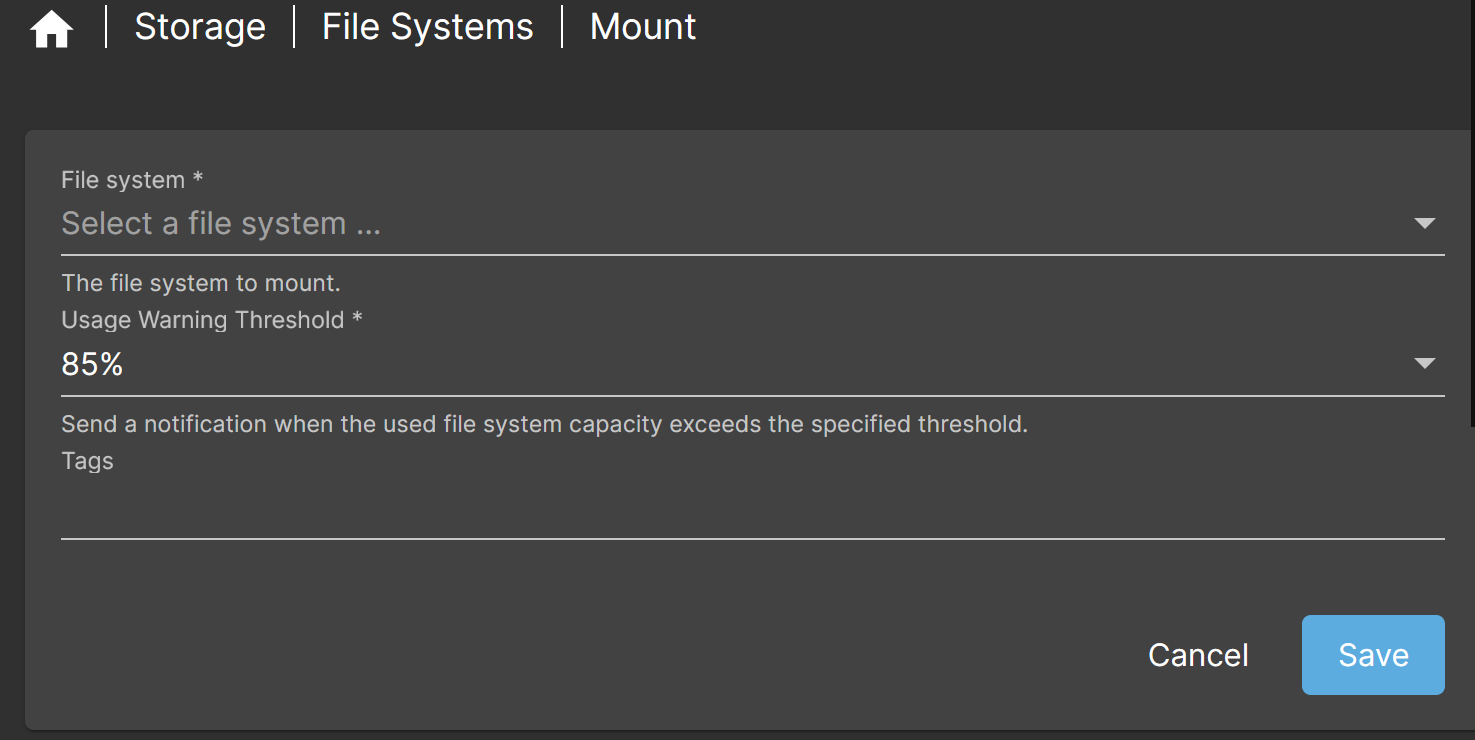 Storage | File Systems | Mount
File system *
Select a file system ...
The file system to mount.
Usage Warning Threshold *
85%
Send a notification when the used file system capacity exceeds the specified threshold.
Tags
Cancel Save